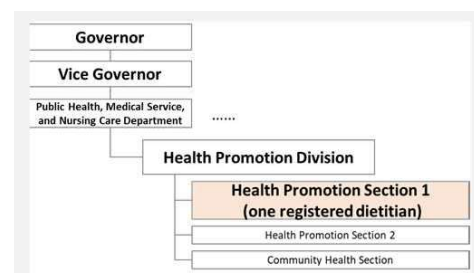 Governor
Vice Governor
Public Health, Medical Service,
and Nursing Care Department
......
Health Promotion Division
Health Promotion Section 1
(one registered dietitian)
Health Promotion Section 2
Community Health Section